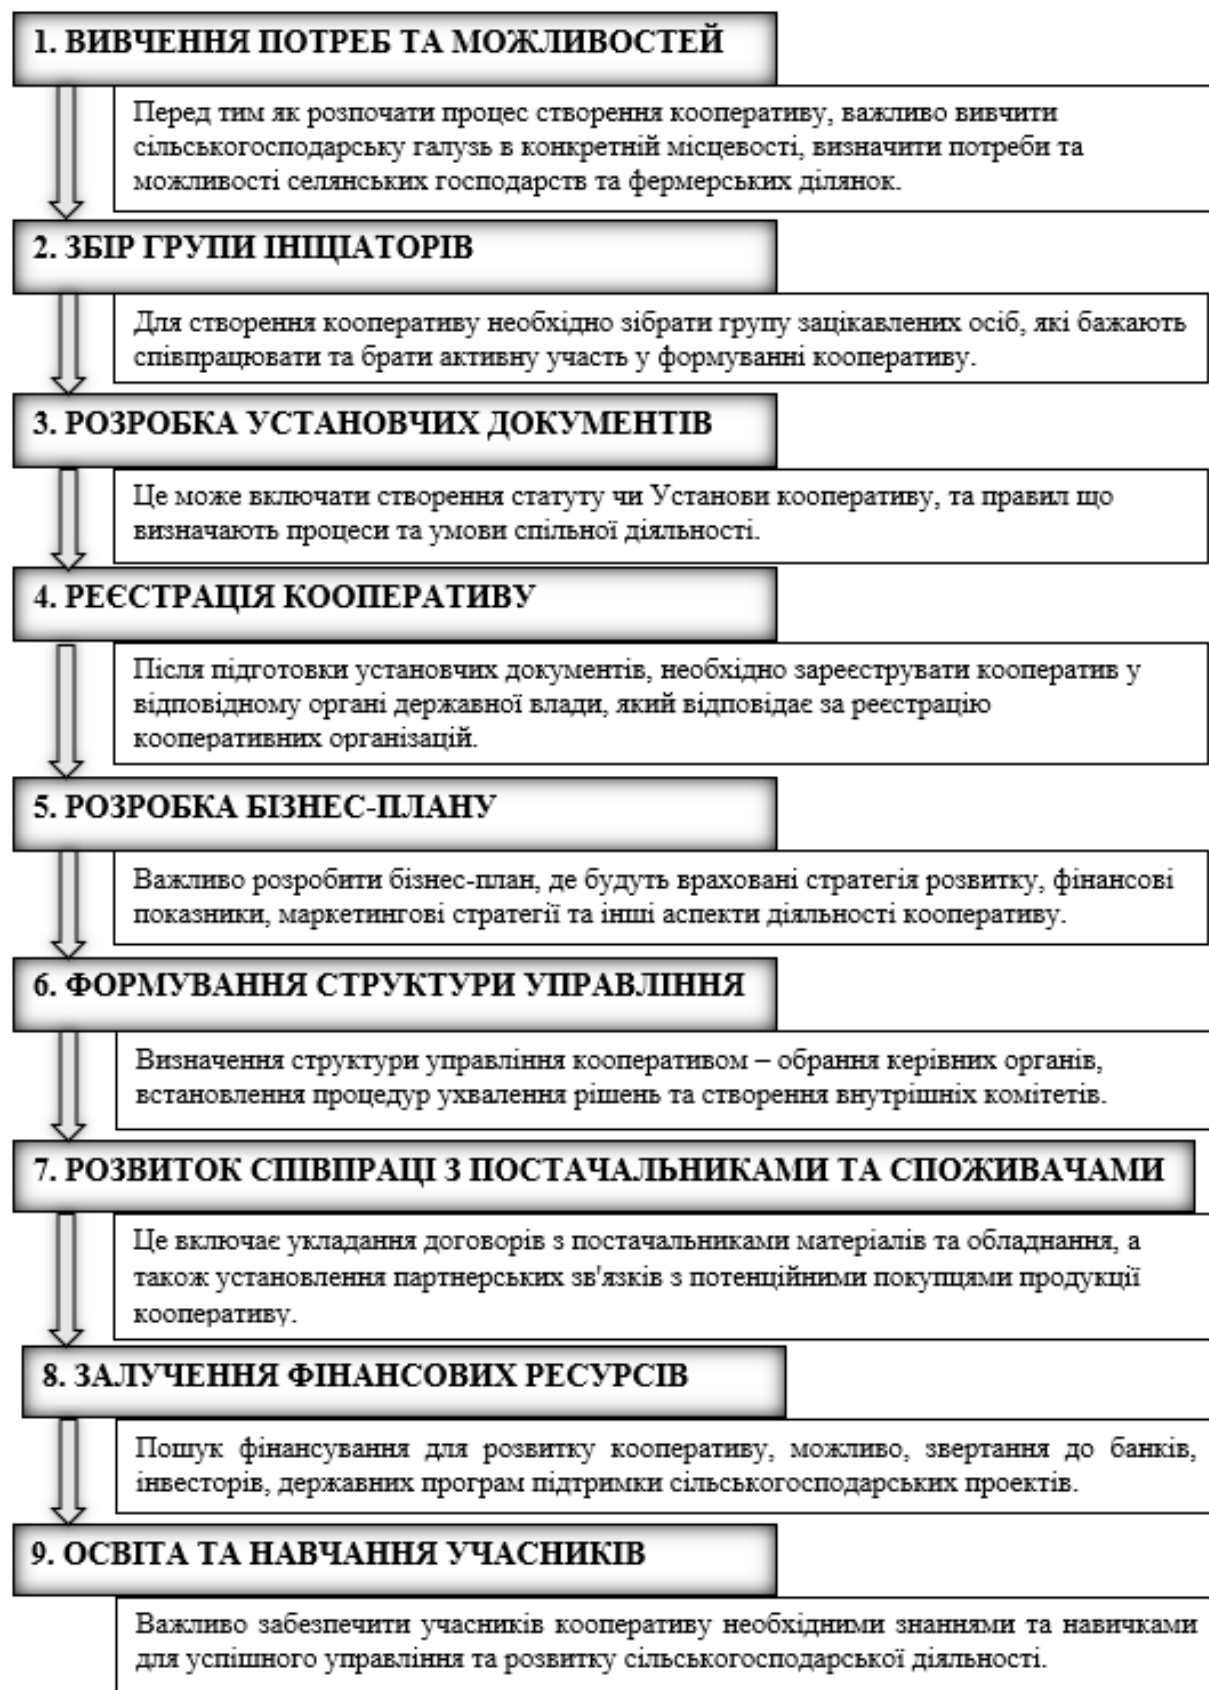 1. ВИВЧЕННЯ ПОТРЕБ ТА МОЖЛИВОСТЕЙ
Перед тим як розпочати процес створення кооперативу, важливо вивчити
сільськогосподарську галузь в конкретній місцевості, визначити потреби та
можливості селянських господарств та фермерських ділянок.
2. ЗБІР ГРУПИ ІНІЦІАТОРІВ
Для створення кооперативу необхідно зібрати групу зацікавлених осіб, які бажають
співпрацювати та брати активну участь у формуванні кооперативу.
3. РОЗРОБКА УСТАНОВЧИХ ДОКУМЕНТІВ
Це може включати створення статуту чи Установи кооперативу, та правил що
визначають процеси та умови спільної діяльності.
4. РЕЄСТРАЦІЯ КООПЕРАТИВУ
Після підготовки установчих документів, необхідно зареєструвати кооператив у
відповідному органі державної влади, який відповідає за реєстрацію
кооперативних організацій.
5. РОЗРОБКА БІЗНЕС-ПЛАНУ
Важливо розробити бізнес-план, де будуть враховані стратегія розвитку, фінансові
показники, маркетингові стратегії та інші аспекти діяльності кооперативу.
6. ФОРМУВАННЯ СТРУКТУРИ УПРАВЛІННЯ
Визначення структури управління кооперативом – обрання керівних органів,
встановлення процедур ухвалення рішень та створення внутрішніх комітетів.
7. РОЗВИТОК СПІВПРАЦІ З ПОСТАЧАЛЬНИКАМИ ТА СПОЖИВАЧАМИ
Це включає укладання договорів з постачальниками матеріалів та обладнання, а
також установлення партнерських зв'язків з потенційними покупцями продукції
кооперативу.
8. ЗАЛУЧЕННЯ ФІНАНСОВИХ РЕСУРСІВ
Пошук фінансування для розвитку кооперативу, можливо, звертання до банків,
інвесторів, державних програм підтримки сільськогосподарських проектів.
9. ОСВІТА ТА НАВЧАННЯ УЧАСНИКІВ
Важливо забезпечити учасників кооперативу необхідними знаннями та навичками
для успішного управління та розвитку сільськогосподарської діяльності.